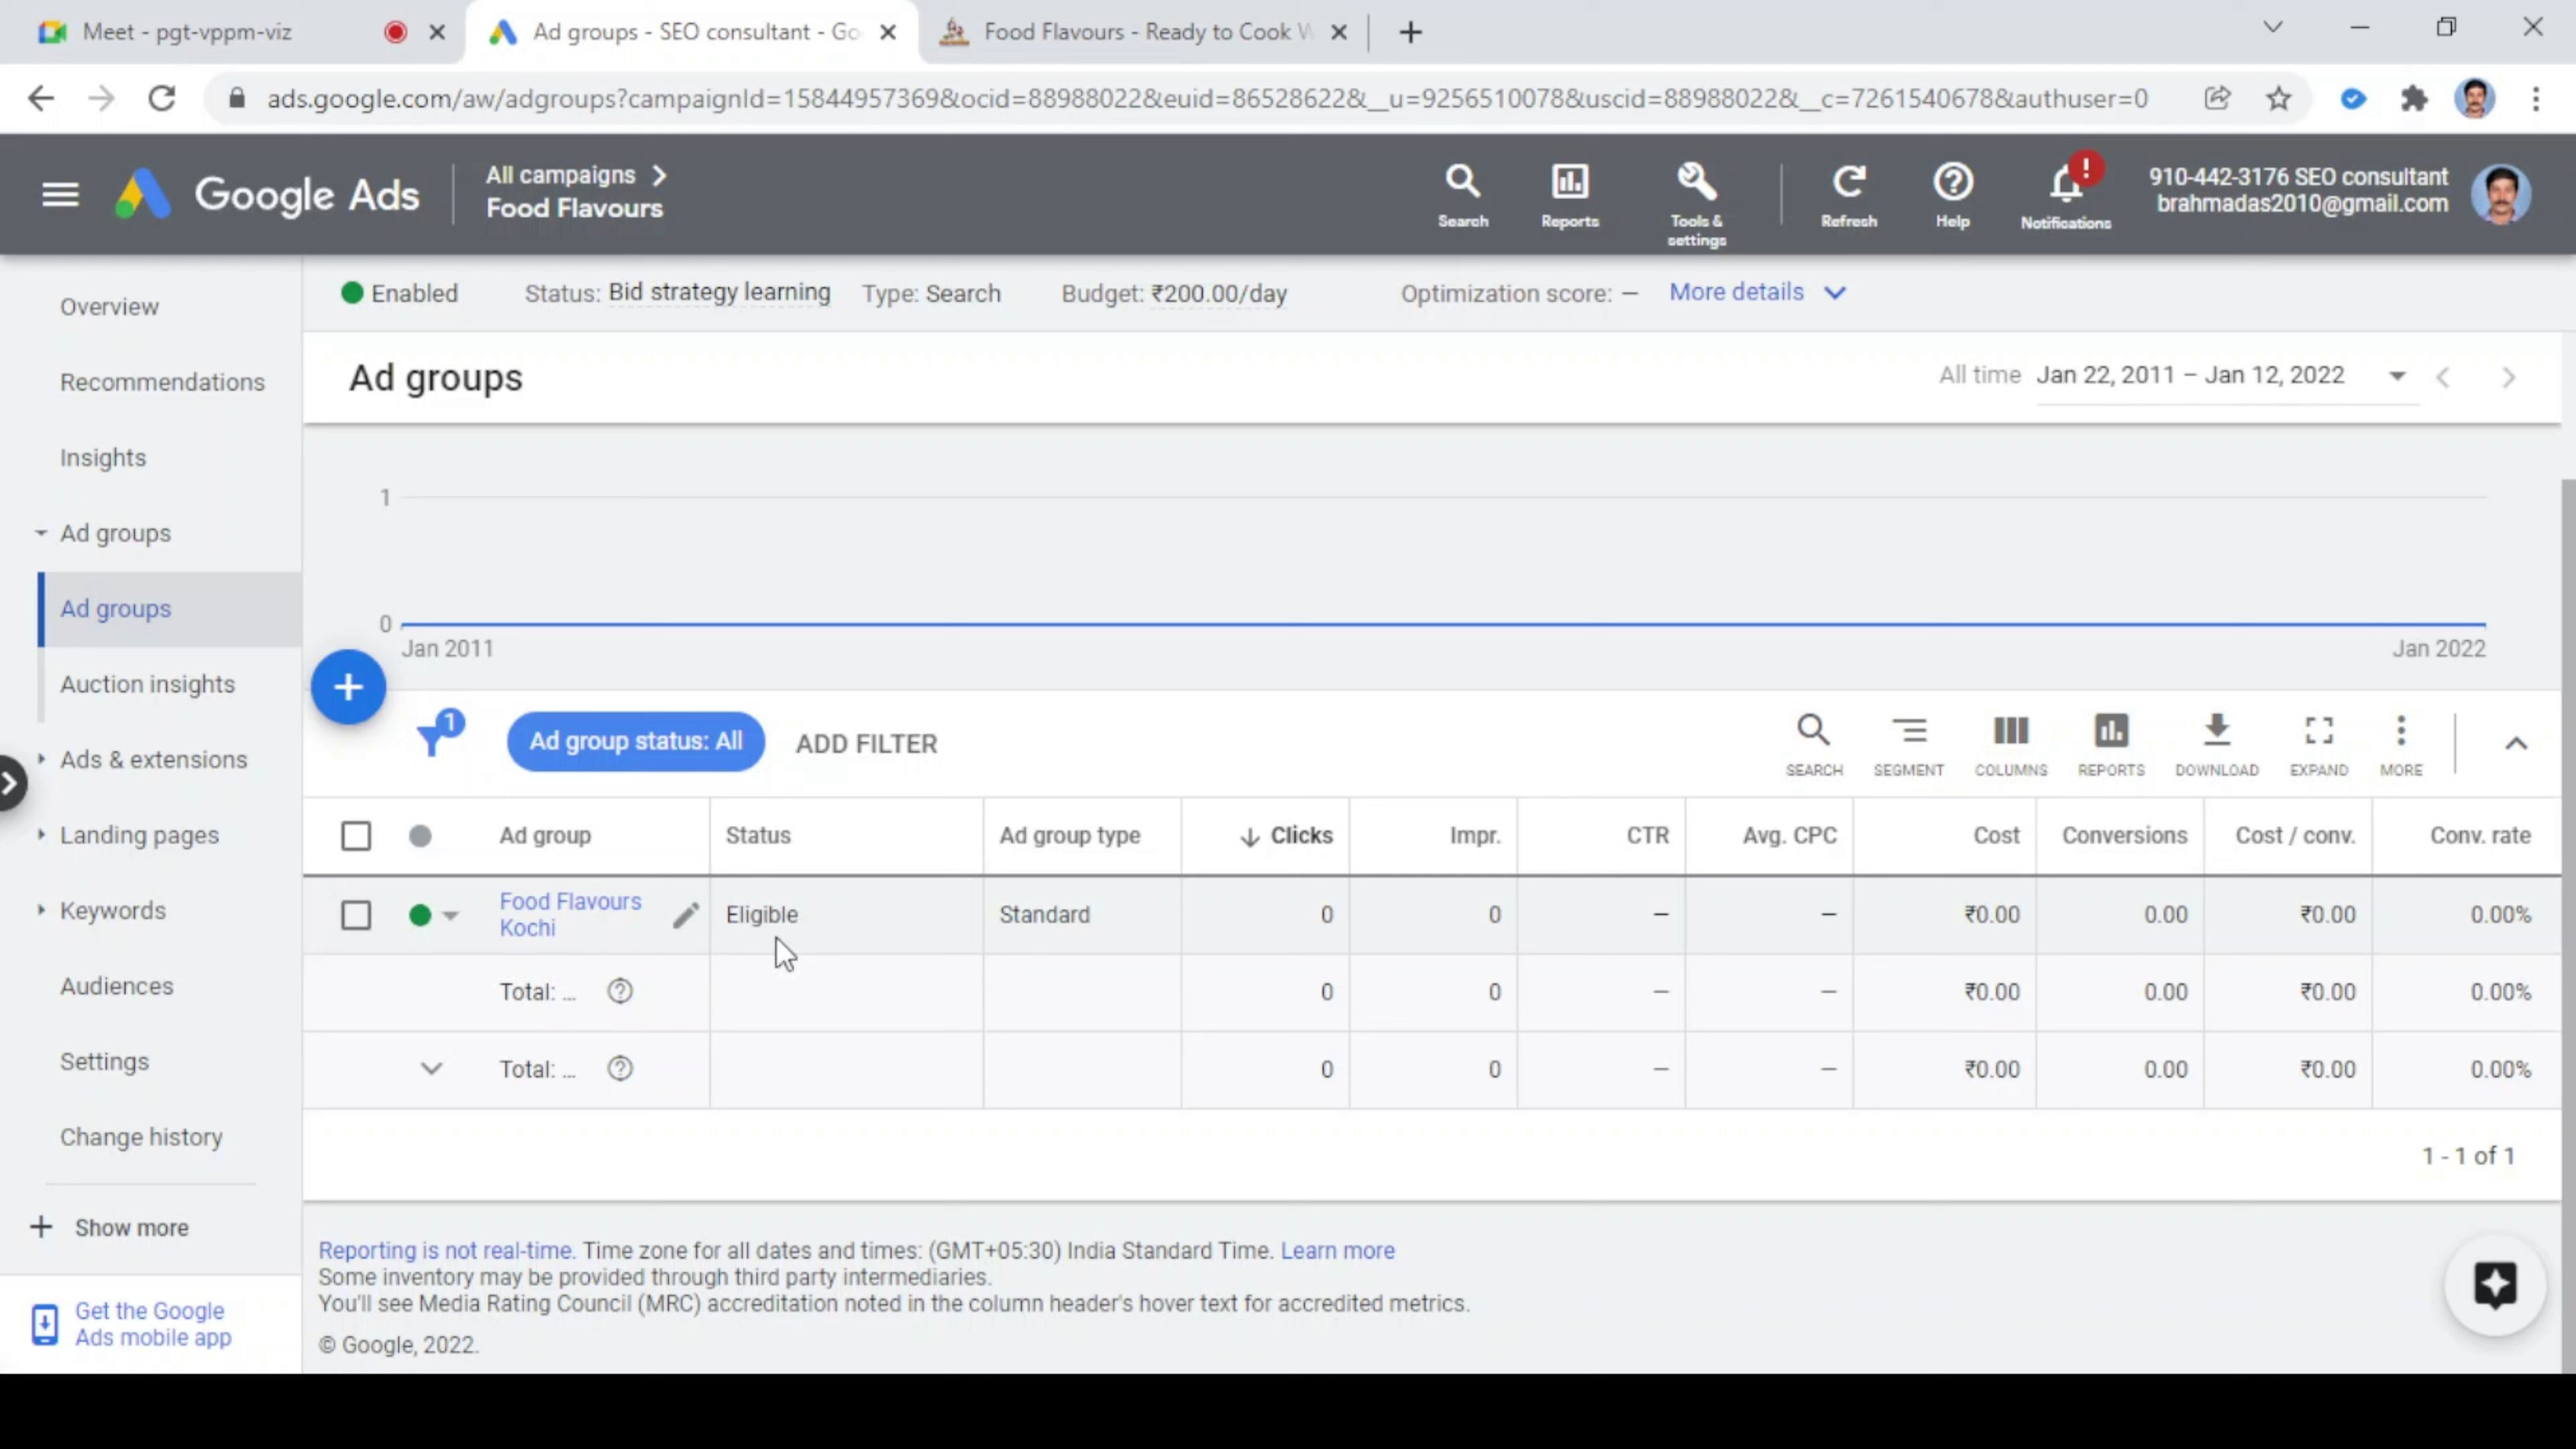 Meet - pgt-vppm-viz
Ad groups - SEO consultant - Go
Food Flavours - Ready to Cook
ads.google.com/aw/adgroups?campaignId=15844957369&ocid=88988022&euid=86528622&__u=9256510078&uscid=88988022&__c=7261540678&authuser=0
Google Ads
All campaigns
Food Flavours
Search
Reports
Tools &
settings
Refresh
Help
!
Notifications
910-442-3176 SEO consultant
brahmadas2010@gmail.com
Enabled Status: Bid strategy learning Type: Search Budget: ₹200.00/day Optimization score: – More details
Overview
Recommendations
Insights
Ad groups
Ad groups
Auction insights
Ads & extensions
Landing pages
Keywords
Audiences
Settings
Change history
+ Show more
Get the Google
Ads mobile app
Ad groups
All time Jan 22, 2011 – Jan 12, 2022
1
0
Jan 2011 Jan 2022
1
Ad group status: All ADD FILTER
SEARCH SEGMENT COLUMNS REPORTS DOWNLOAD EXPAND MORE
Ad group Status Ad group type Clicks Impr. CTR Avg. CPC Cost Conversions Cost / conv. Conv. rate
Food Flavours
Kochi
Eligible Standard 0 0 – – ₹0.00 0.00 ₹0.00 0.00%
Total: ... 0 0 – – ₹0.00 0.00 ₹0.00 0.00%
Total: ... 0 0 – – ₹0.00 0.00 ₹0.00 0.00%
1 - 1 of 1
Reporting is not real-time. Time zone for all dates and times: (GMT+05:30) India Standard Time. Learn more
Some inventory may be provided through third party intermediaries.
You'll see Media Rating Council (MRC) accreditation noted in the column header's hover text for accredited metrics.
© Google, 2022.